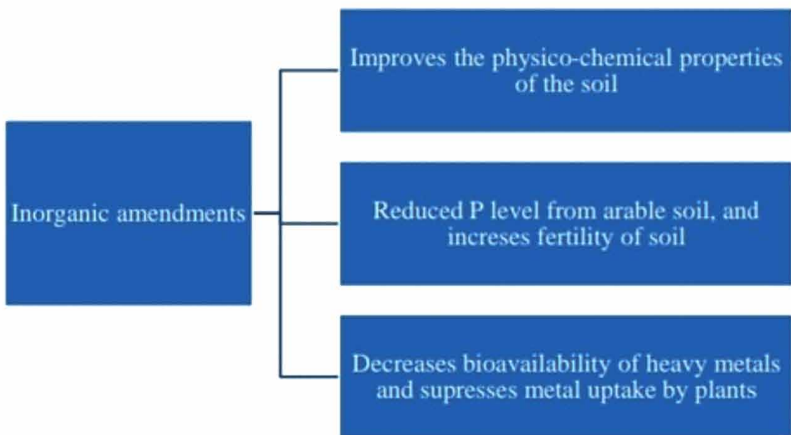 Inorganic amendments
Improves the physico-chemical properties
of the soil
Reduced P level from arable soil, and
increses fertility of soil
Decreases bioavailability of heavy metals
and supresses metal uptake by plants